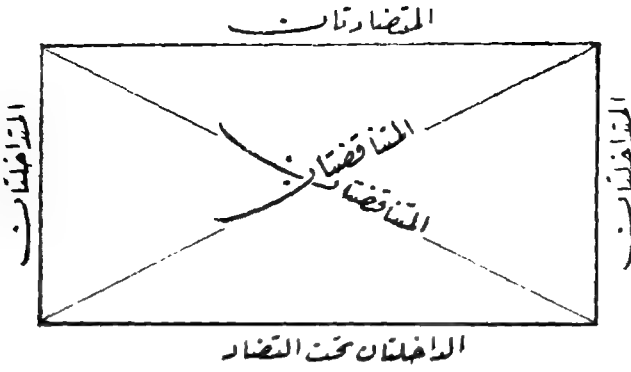 المتضادتان
المتداخلتان
المتداخلتان
المتناقضتان
المتناقضتان
الداخلتان تحت التضاد